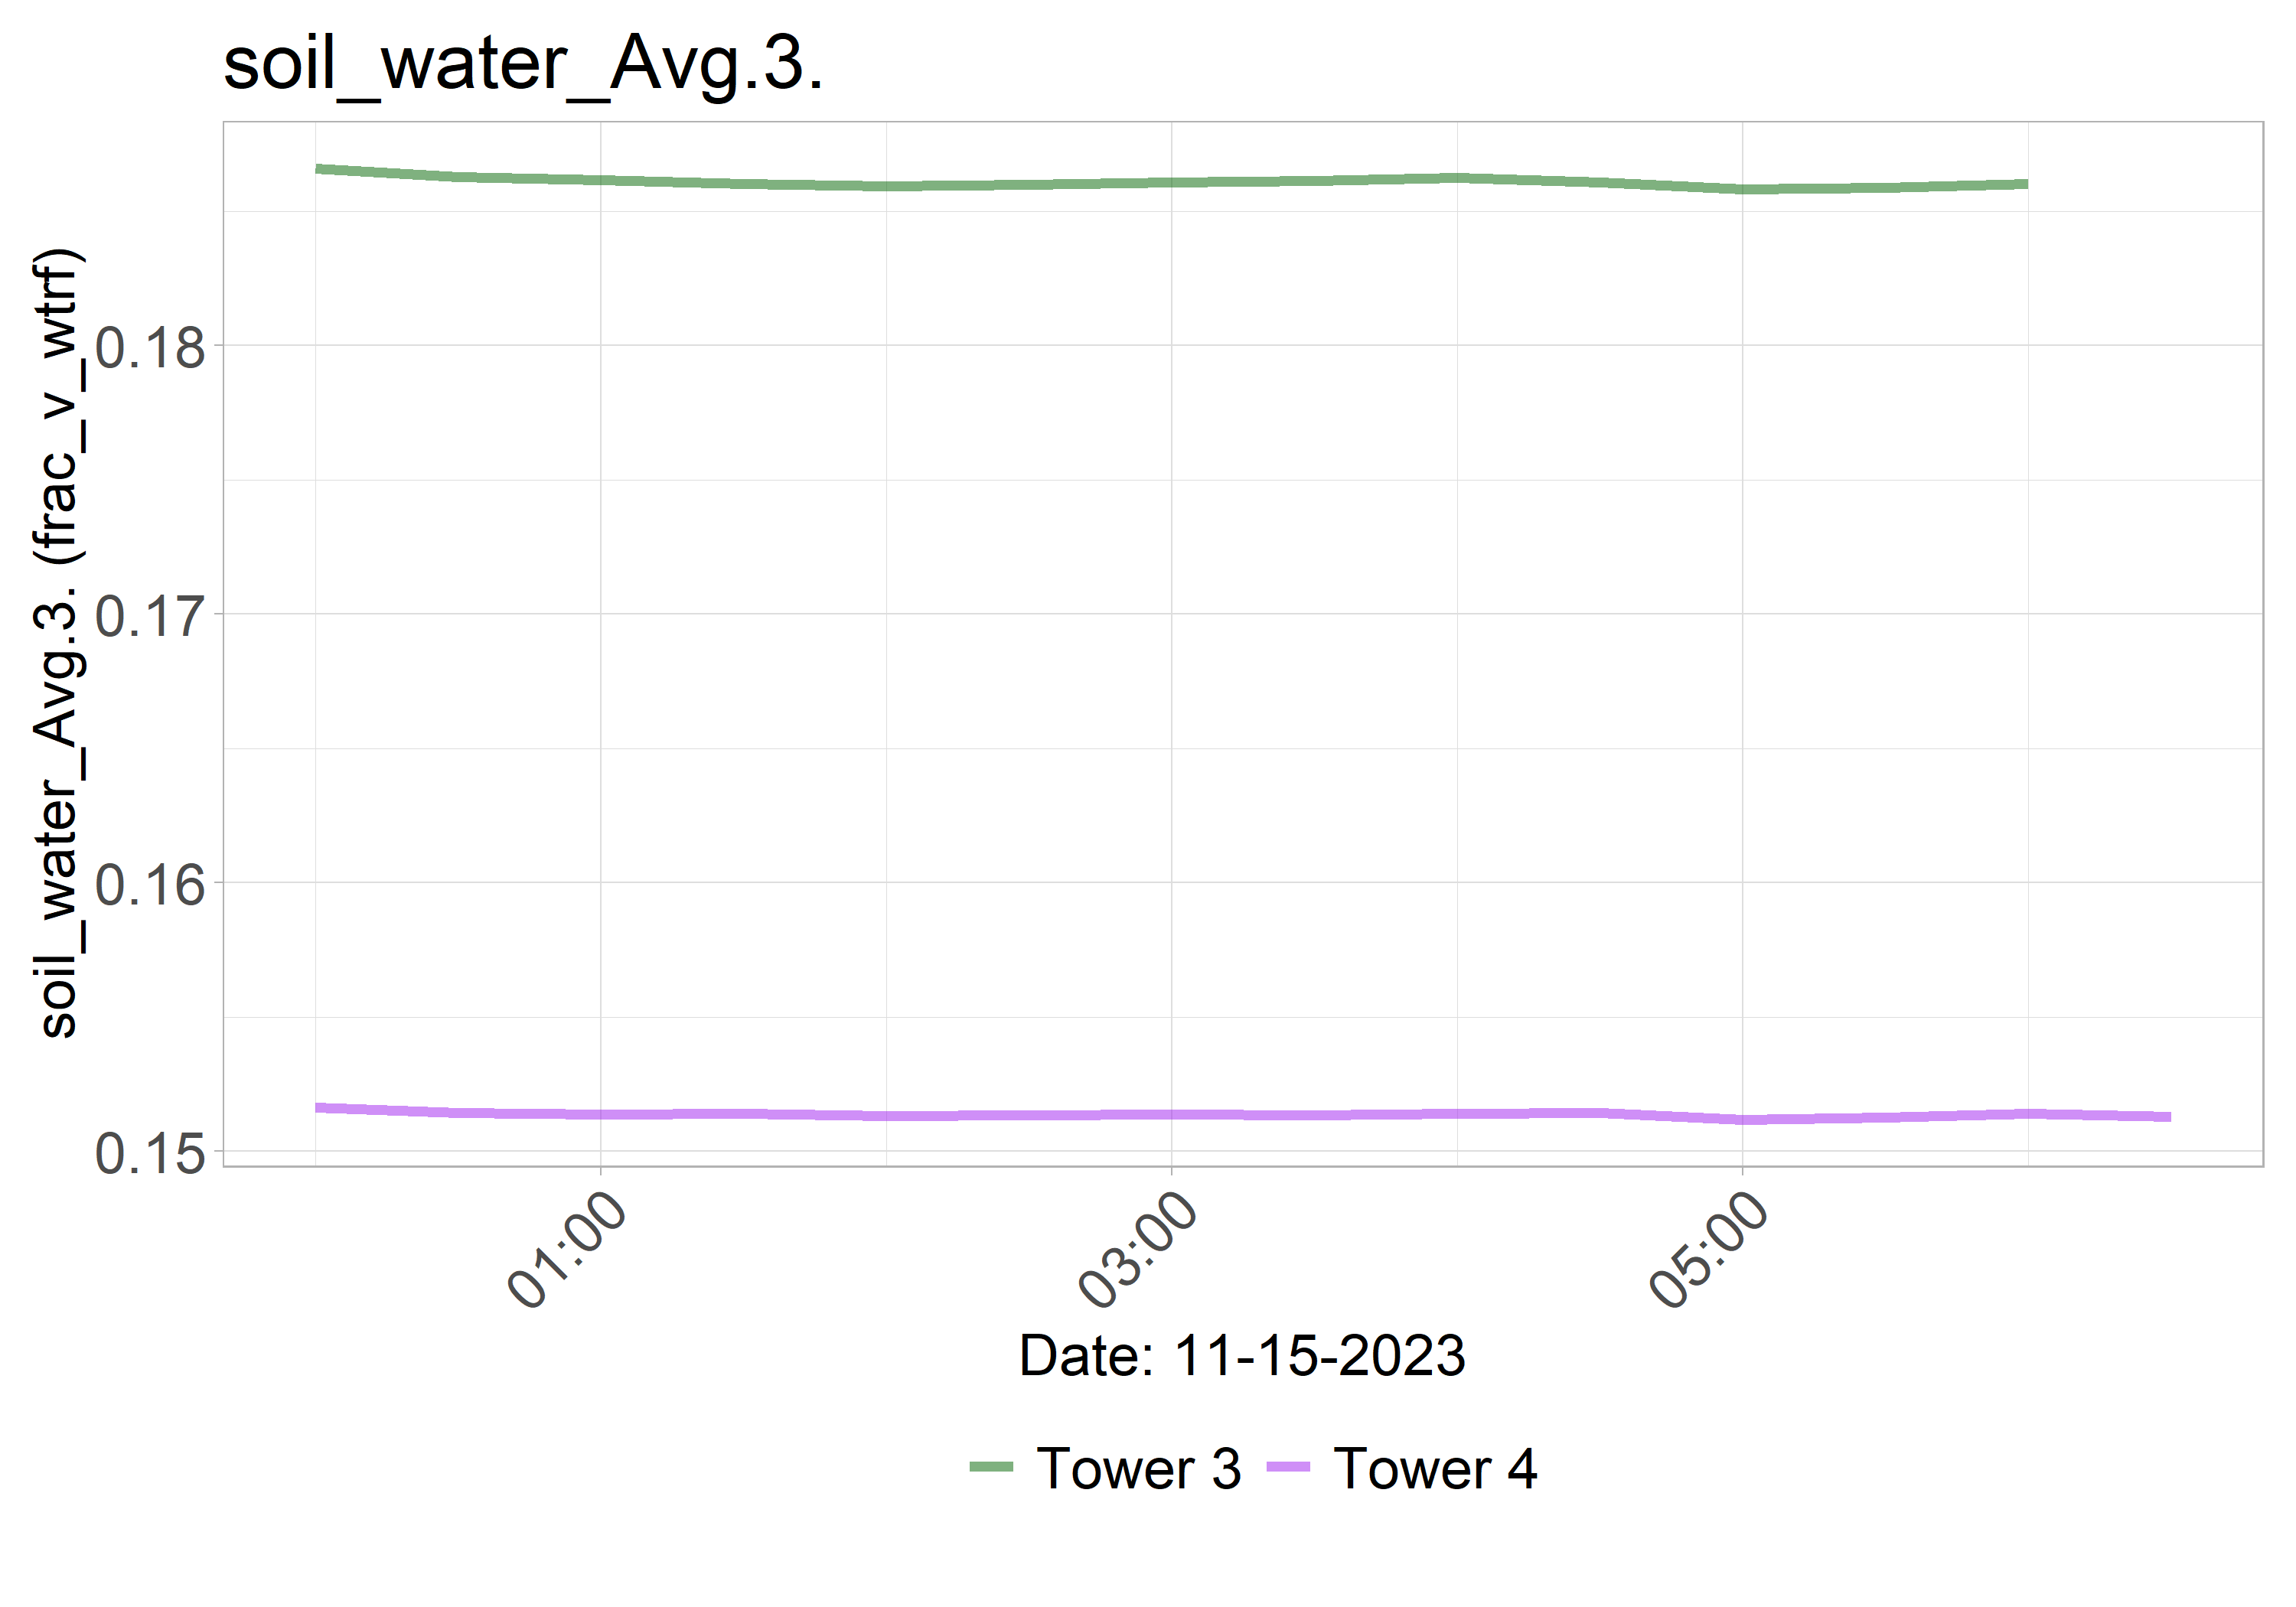 soil_water_Avg.3.
soil_water_Avg.3. (frac_v_wtrf)
0.18
0.17
0.16
0.15
01:00
03:00
05:00
Date: 11-15-2023
Tower 3
Tower 4